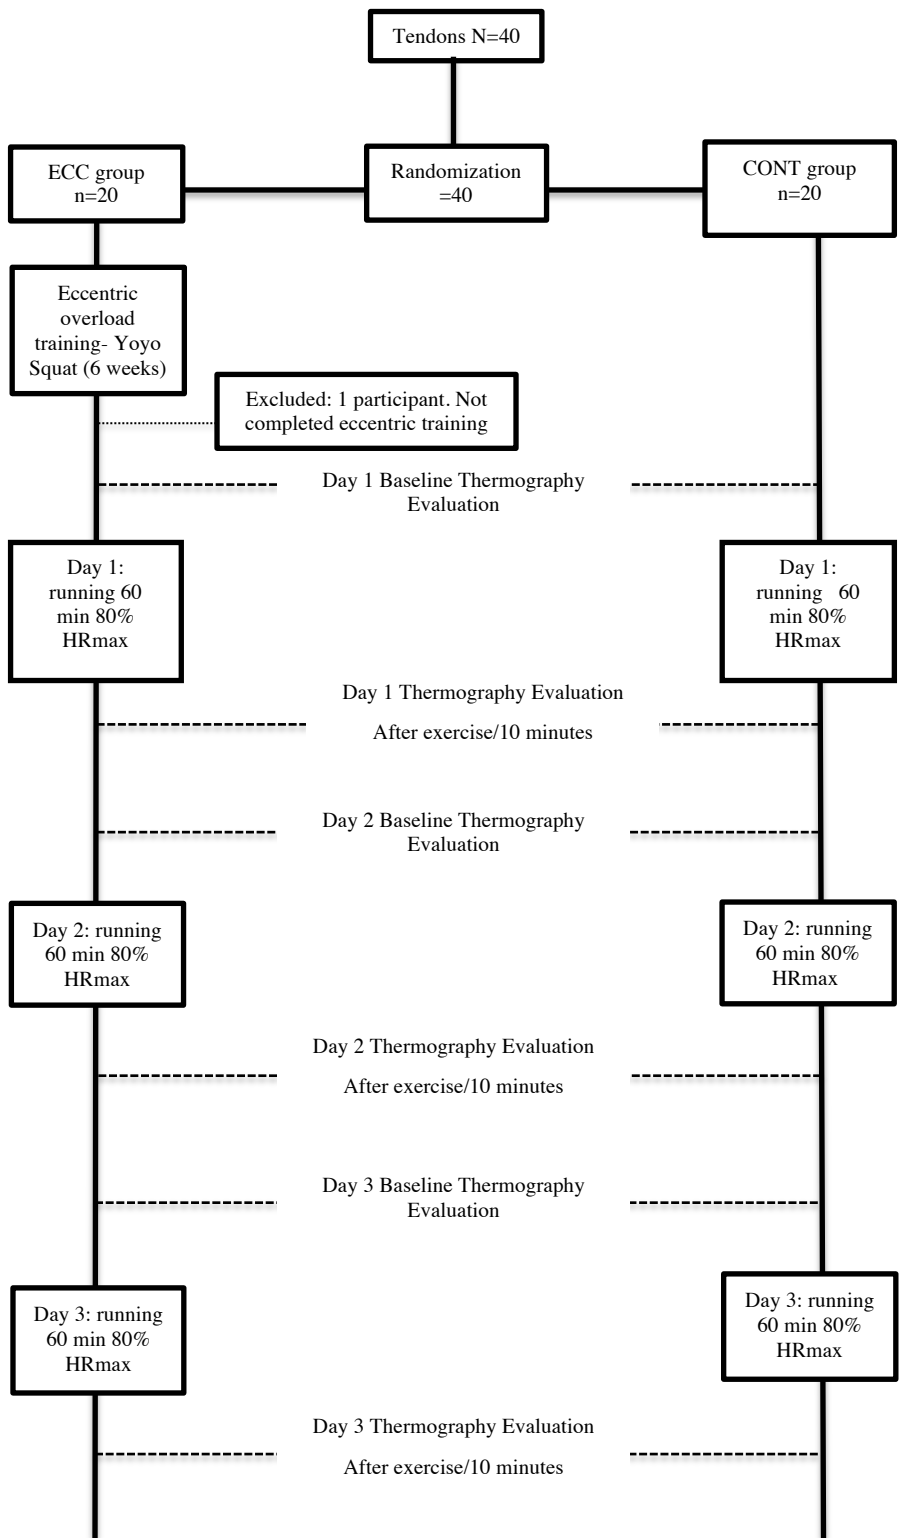 Tendons N=40
ECC group
n=20
Randomization
=40
CONT group
n=20
Eccentric
overload
training- Yoyo
Squat (6 weeks)
Excluded: 1 participant. Not
completed eccentric training
Day 1 Baseline Thermography
Evaluation
Day 1:
running 60
min 80%
HRmax
Day 1:
running 60
min 80%
HRmax
Day 1 Thermography Evaluation
After exercise/10 minutes
Day 2 Baseline Thermography
Evaluation
Day 2: running
60 min 80%
HRmax
Day 2: running
60 min 80%
HRmax
Day 2 Thermography Evaluation
After exercise/10 minutes
Day 3 Baseline Thermography
Evaluation
Day 3: running
60 min 80%
HRmax
Day 3: running
60 min 80%
HRmax
Day 3 Thermography Evaluation
After exercise/10 minutes